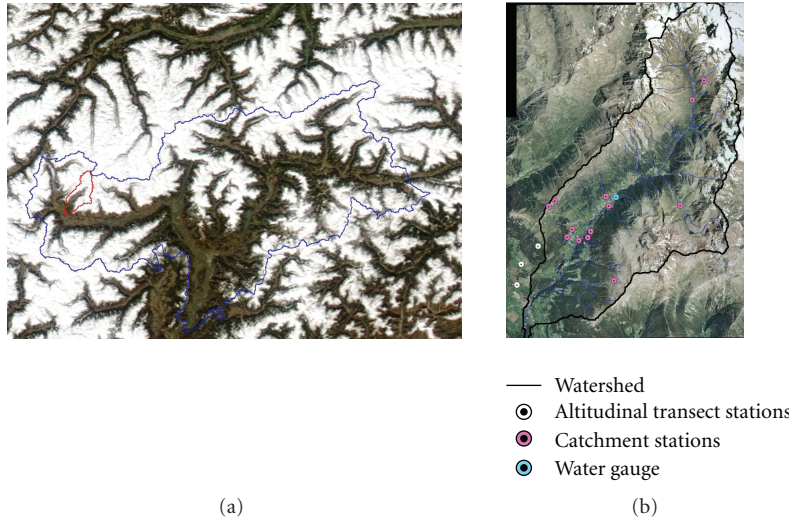 Watershed
Altitudinal transect stations
Catchment stations
Water gauge
(a)
(b)